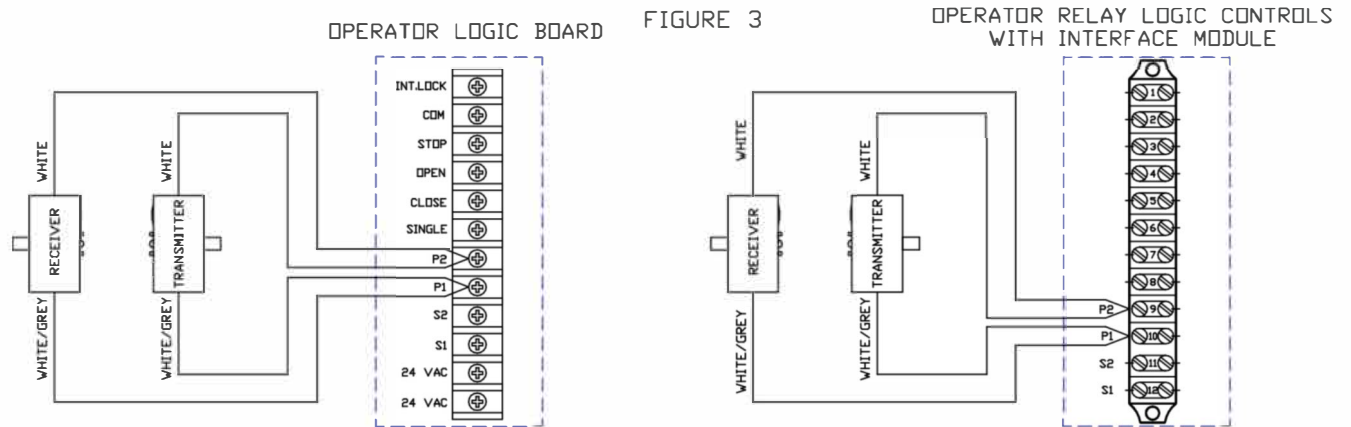 FIGURE 3
OPERATOR LOGIC BOARD
WHITE
WHITE
RECEIVER
TRANSMITTER
WHITE/GREY
WHITE/GREY
INT.LOCK
COM
STOP
OPEN
CLOSE
SINGLE
P2
P1
S2
S1
24 VAC
24 VAC
OPERATOR RELAY LOGIC CONTROLS
WITH INTERFACE MODULE
WHITE
WHITE
RECEIVER
TRANSMITTER
WHITE/GREY
WHITE/GREY
1
2
3
4
5
6
7
8
P2 9
P1 10
S2 11
S1 12